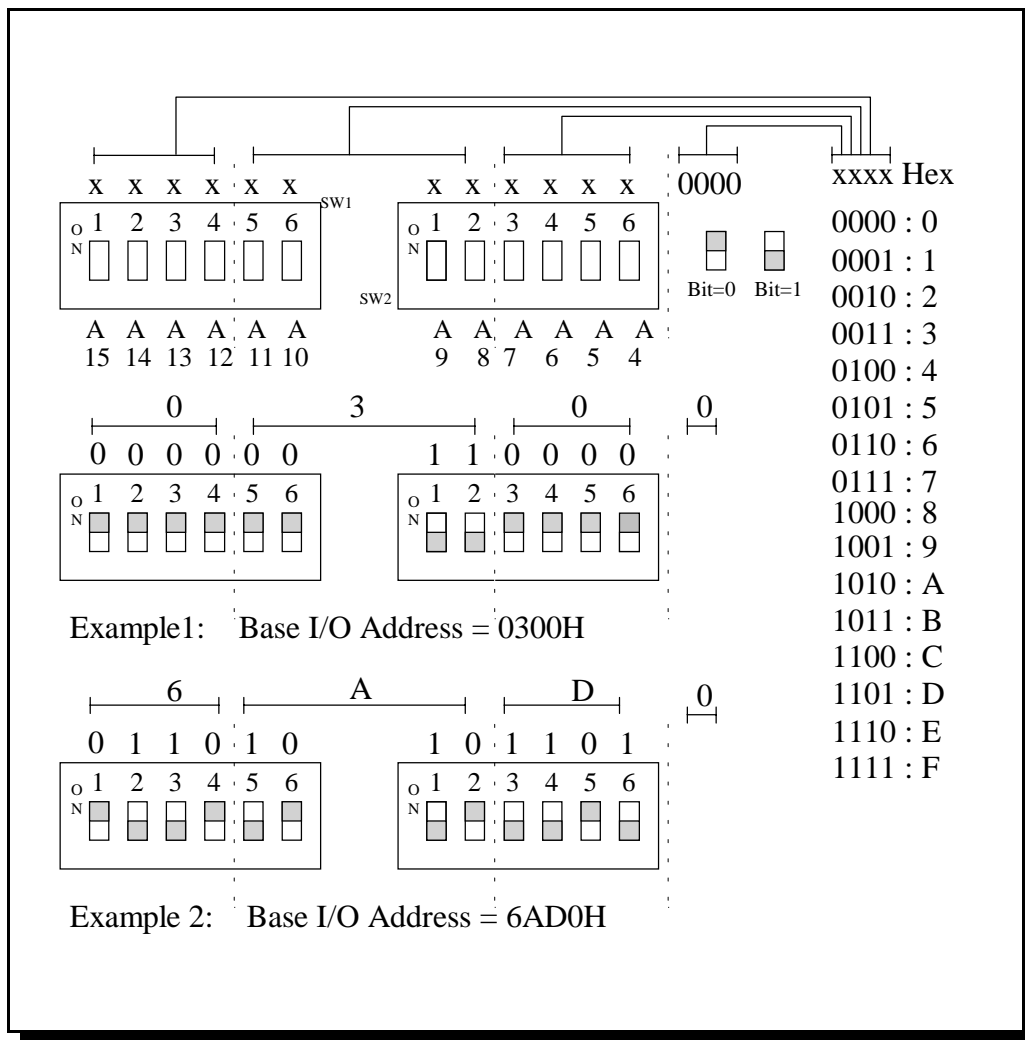 x x x x x x x x x x x x 0000 xxxx Hex
SW1
O 1 2 3 4 5 6 O 1 2 3 4 5 6 0000 : 0
N N 0001 : 1
SW2 Bit=0 Bit=1 0010 : 2
A A A A A A A A A A A A 0011 : 3
15 14 13 12 11 10 9 8 7 6 5 4
0100 : 4
0 3 0 0 0101 : 5
0 0 0 0 0 0 1 1 0 0 0 0 0110 : 6
O 1 2 3 4 5 6 O 1 2 3 4 5 6 0111 : 7
N N 1000 : 8
1001 : 9
1010 : A
Example1: Base I/O Address = 0300H 1011 : B
1100 : C
6 A D 0 1101 : D
0 1 1 0 1 0 1 0 1 1 0 1 1110 : E
O 1 2 3 4 5 6 O 1 2 3 4 5 6 1111 : F
N N
Example 2: Base I/O Address = 6AD0H